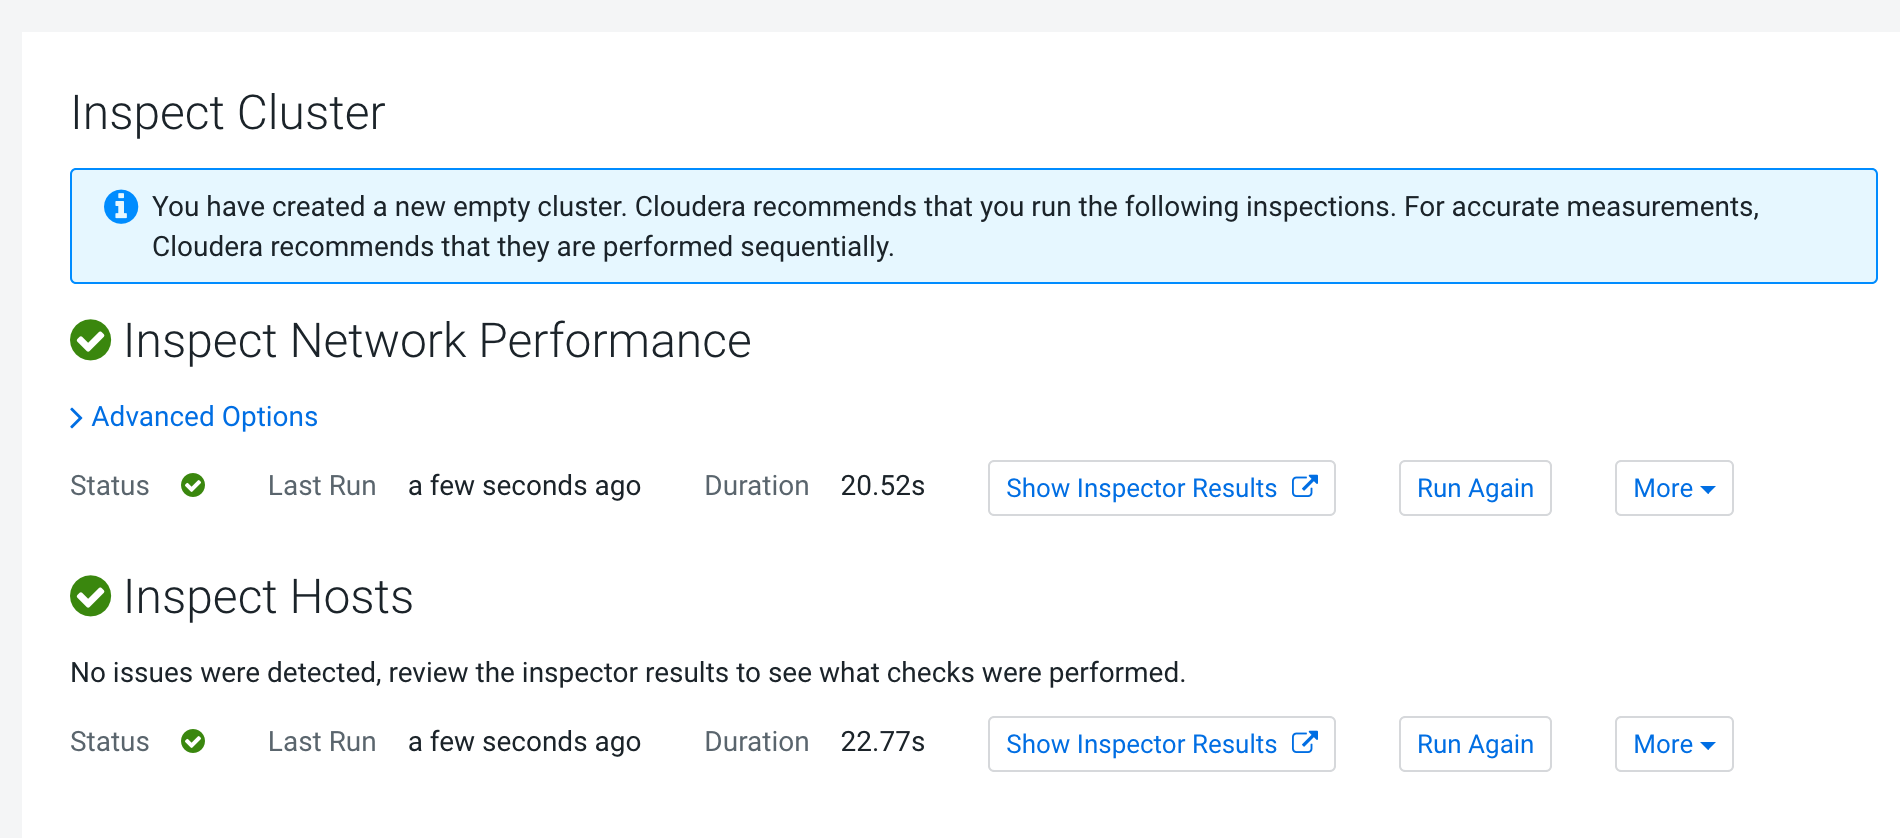 Inspect Cluster
You have created a new empty cluster. Cloudera recommends that you run the following inspections. For accurate measurements,
Cloudera recommends that they are performed sequentially.
Inspect Network Performance
Advanced Options
Status Last Run a few seconds ago Duration 20.52s Show Inspector Results Run Again More
Inspect Hosts
No issues were detected, review the inspector results to see what checks were performed.
Status Last Run a few seconds ago Duration 22.77s Show Inspector Results Run Again More